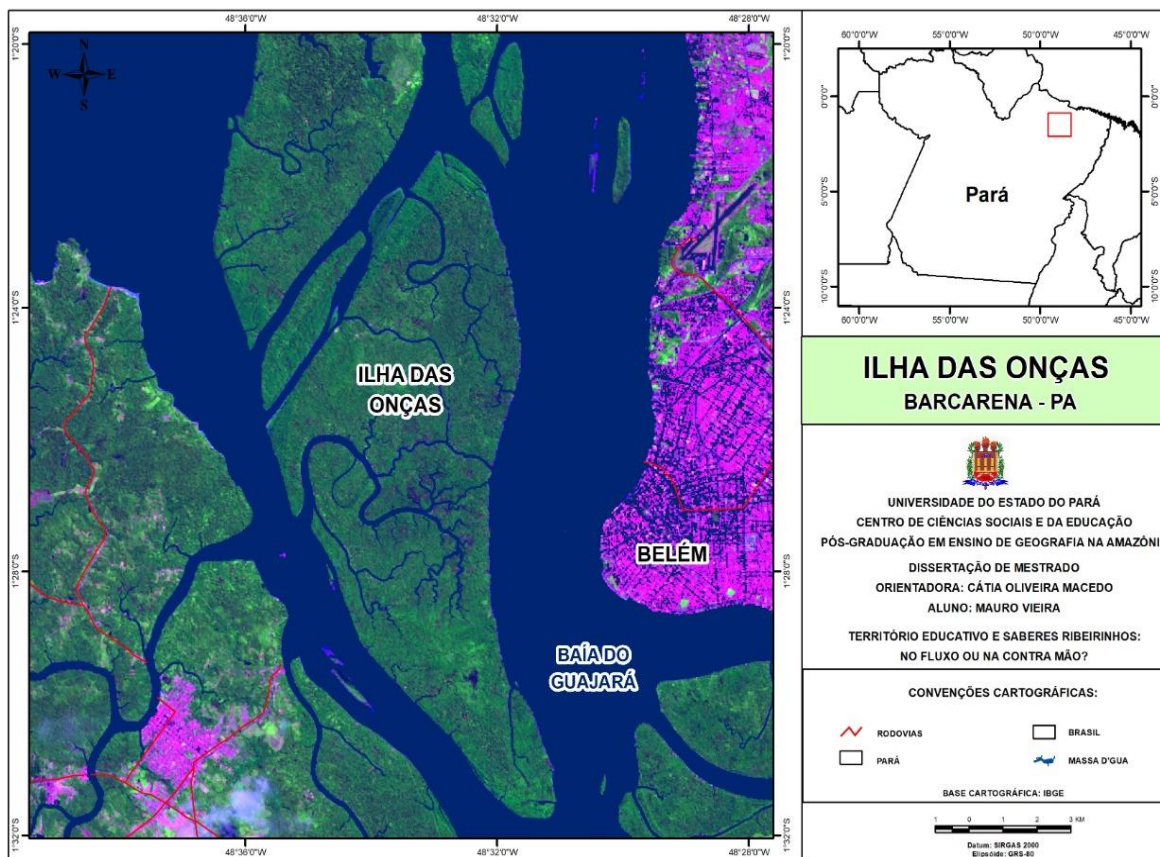 48°36'0"W 48°32'0"W 48°28'0"W
1°20'0"S 1°20'0"S
N
W E
S
1°24'0"S 1°24'0"S
ILHA DAS
ONÇAS
BELÉM
1°28'0"S 1°28'0"S
BAÍA DO
GUAJARÁ
1°32'0"S 1°32'0"S
48°36'0"W 48°32'0"W 48°28'0"W
60°0'0"W 55°0'0"W 50°0'0"W 45°0'0"W
0°0'0" 0°0'0"
5°0'0"S 5°0'0"S
Pará
10°0'0"S 10°0'0"S
60°0'0"W 55°0'0"W 50°0'0"W 45°0'0"W
ILHA DAS ONÇAS
BARCARENA - PA
UNIVERSIDADE DO ESTADO DO PARÁ
CENTRO DE CIÊNCIAS SOCIAIS E DA EDUCAÇÃO
PÓS-GRADUAÇÃO EM ENSINO DE GEOGRAFIA NA AMAZÔNI
DISSERTAÇÃO DE MESTRADO
ORIENTADORA: CÁTIA OLIVEIRA MACEDO
ALUNO: MAURO VIEIRA
TERRITÓRIO EDUCATIVO E SABERES RIBEIRINHOS:
NO FLUXO OU NA CONTRA MÃO?
CONVENÇÕES CARTOGRÁFICAS:
RODOVIAS BRASIL
PARÁ MASSA D'GUA
BASE CARTOGRÁFICA: IBGE
1 0 1 2 3 KM
Datum: SIRGAS 2000
Elipsóide: GRS-80